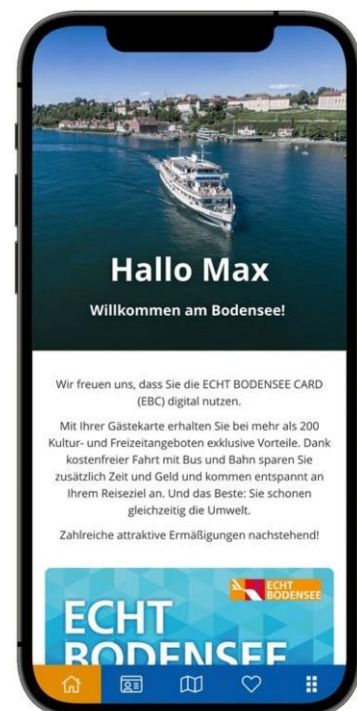 Hallo Max
Willkommen am Bodensee!
Wir freuen uns, dass Sie die ECHT BODENSEE CARD
(EBC) digital nutzen.
Mit Ihrer Gästekarte erhalten Sie bei mehr als 200
Kultur- und Freizeitangeboten exklusive Vorteile. Dank
kostenfreier Fahrt mit Bus und Bahn sparen Sie
zusätzlich Zeit und Geld und kommen entspannt an
Ihrem Reiseziel an. Und das Beste: Sie schonen
gleichzeitig die Umwelt.
Zahlreiche attraktive Ermäßigungen nachstehend!
ECHT
BODENSEE
ECHT
BODENSEE